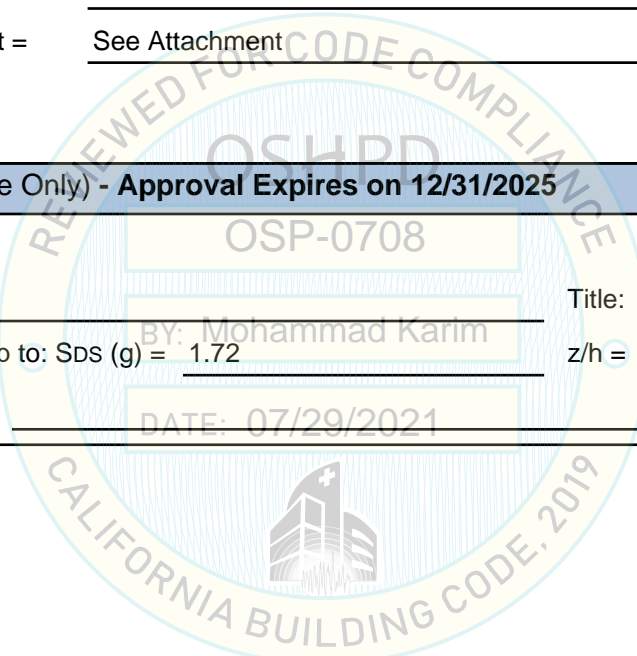 t = See Attachment
REVIEWED FOR CODE COMPLIANCE
OSHPD
e Only) - Approval Expires on 12/31/2025
OSP-0708
Title:
BY: Mohammad Karim
o to: SDS (g) = 1.72 z/h =
DATE: 07/29/2021
CALIFORNIA BUILDING CODE, 2019